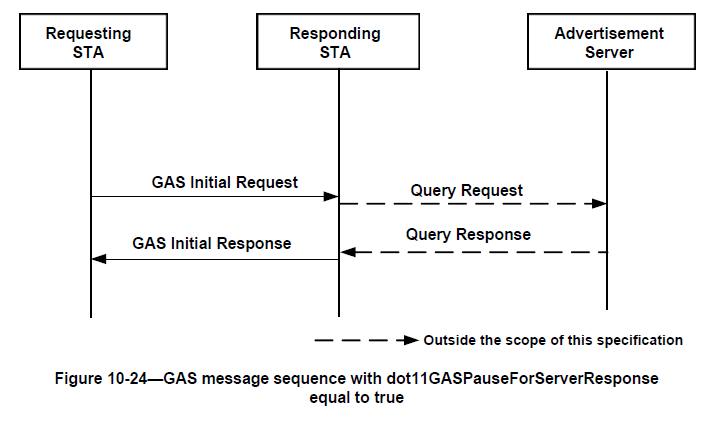 Requesting
STA
Responding
STA
Advertisement
Server
GAS Initial Request
Query Request
GAS Initial Response
Query Response
Outside the scope of this specification
Figure 10-24—GAS message sequence with dot11GASPauseForServerResponse
equal to true